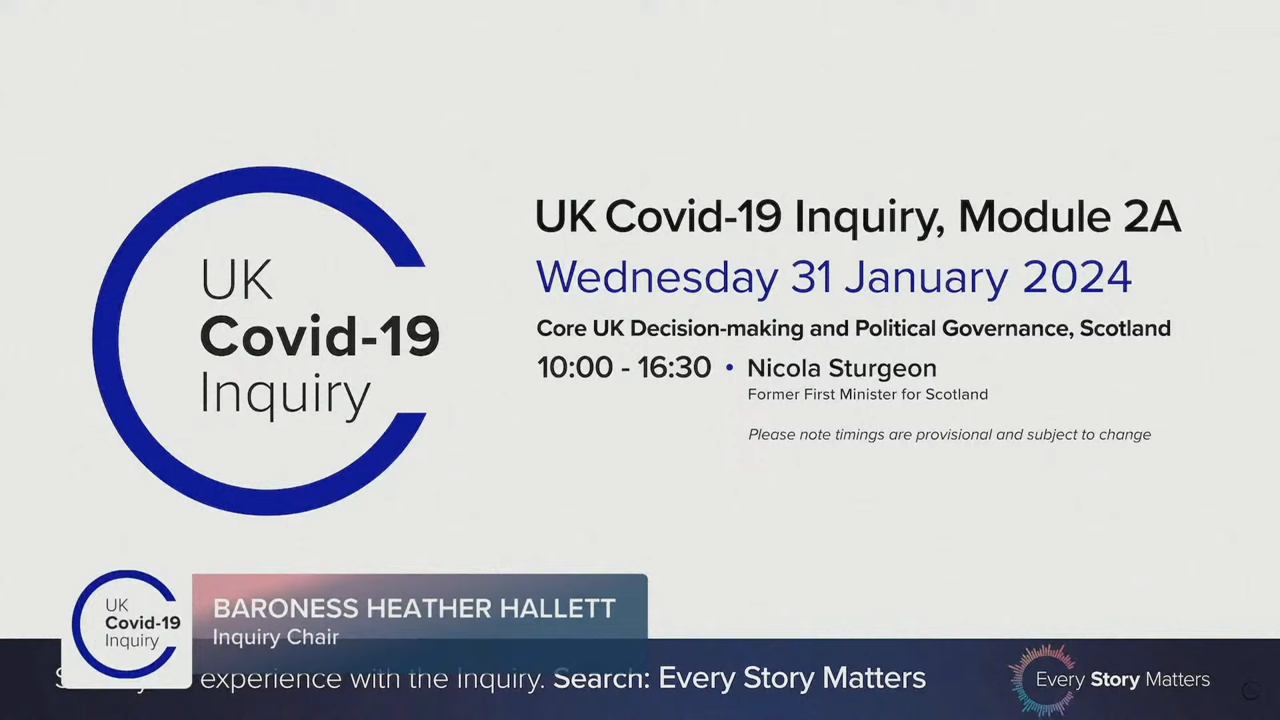 UK
Covid-19
Inquiry
UK Covid-19 Inquiry, Module 2A
Wednesday 31 January 2024
Core UK Decision-making and Political Governance, Scotland
10:00 - 16:30 • Nicola Sturgeon
Former First Minister for Scotland
Please note timings are provisional and subject to change
UK
Covid-19
Inquiry
BARONESS HEATHER HALLETT
Inquiry Chair
experience with the Inquiry. Search: Every Story Matters
Every Story Matters